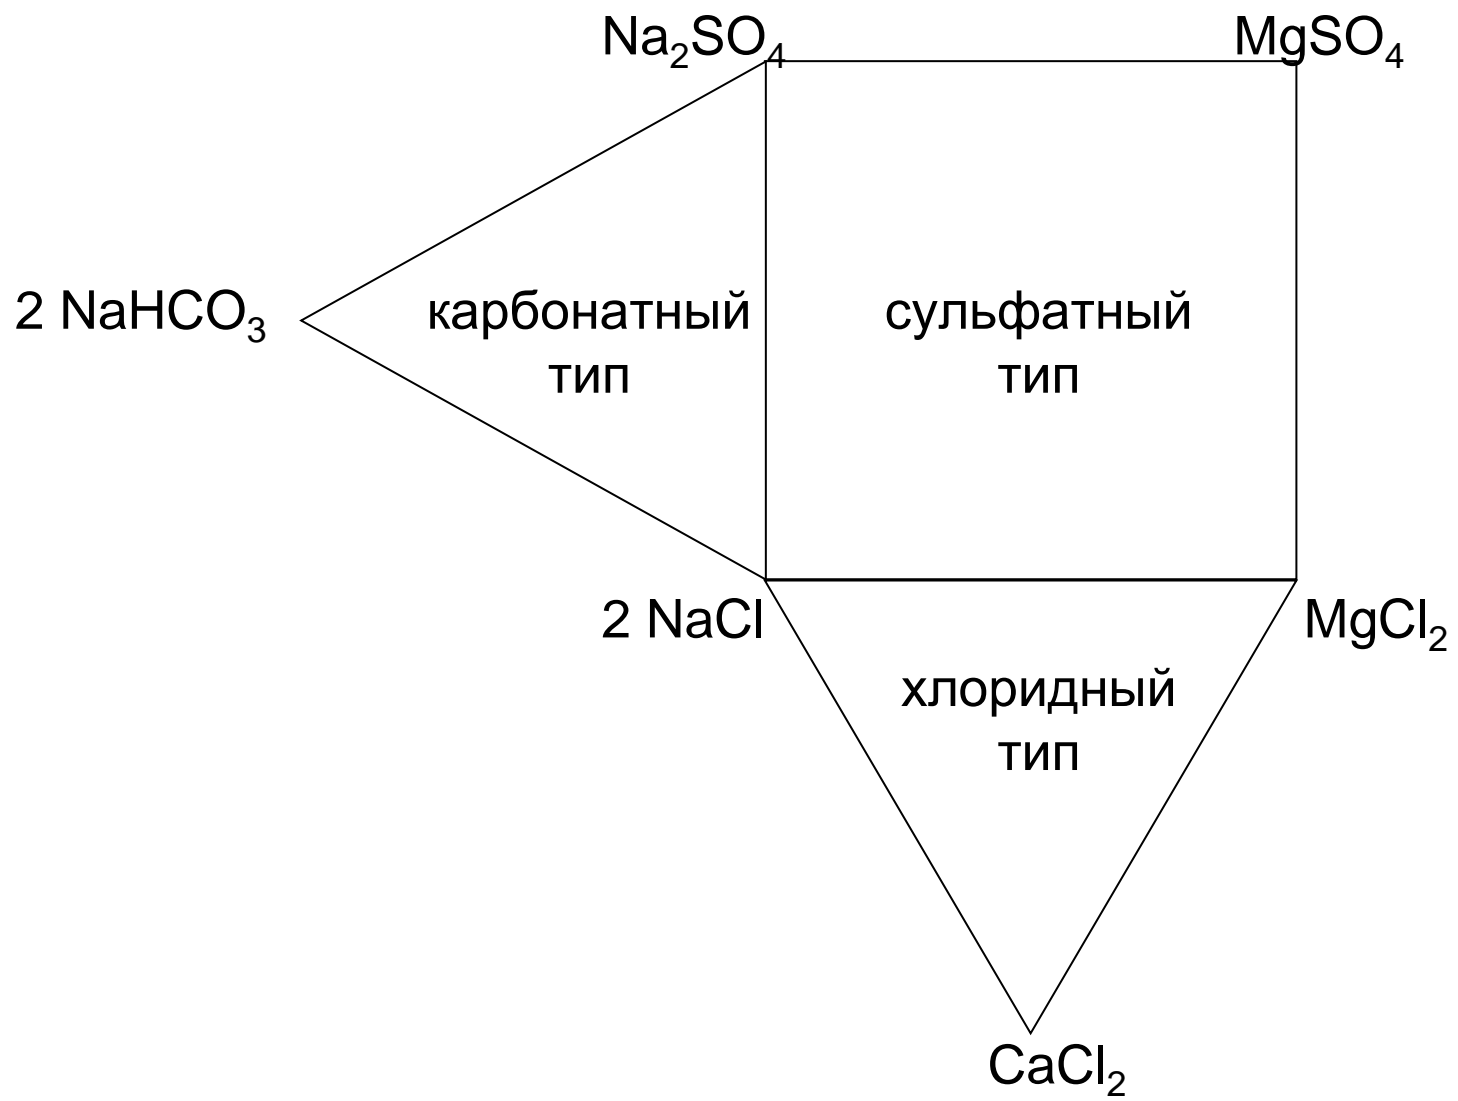 Na₂SO₄
MgSO₄
2 NaHCO₃
карбонатный
тип
сульфатный
тип
2 NaCl
MgCl₂
хлоридный
тип
CaCl₂